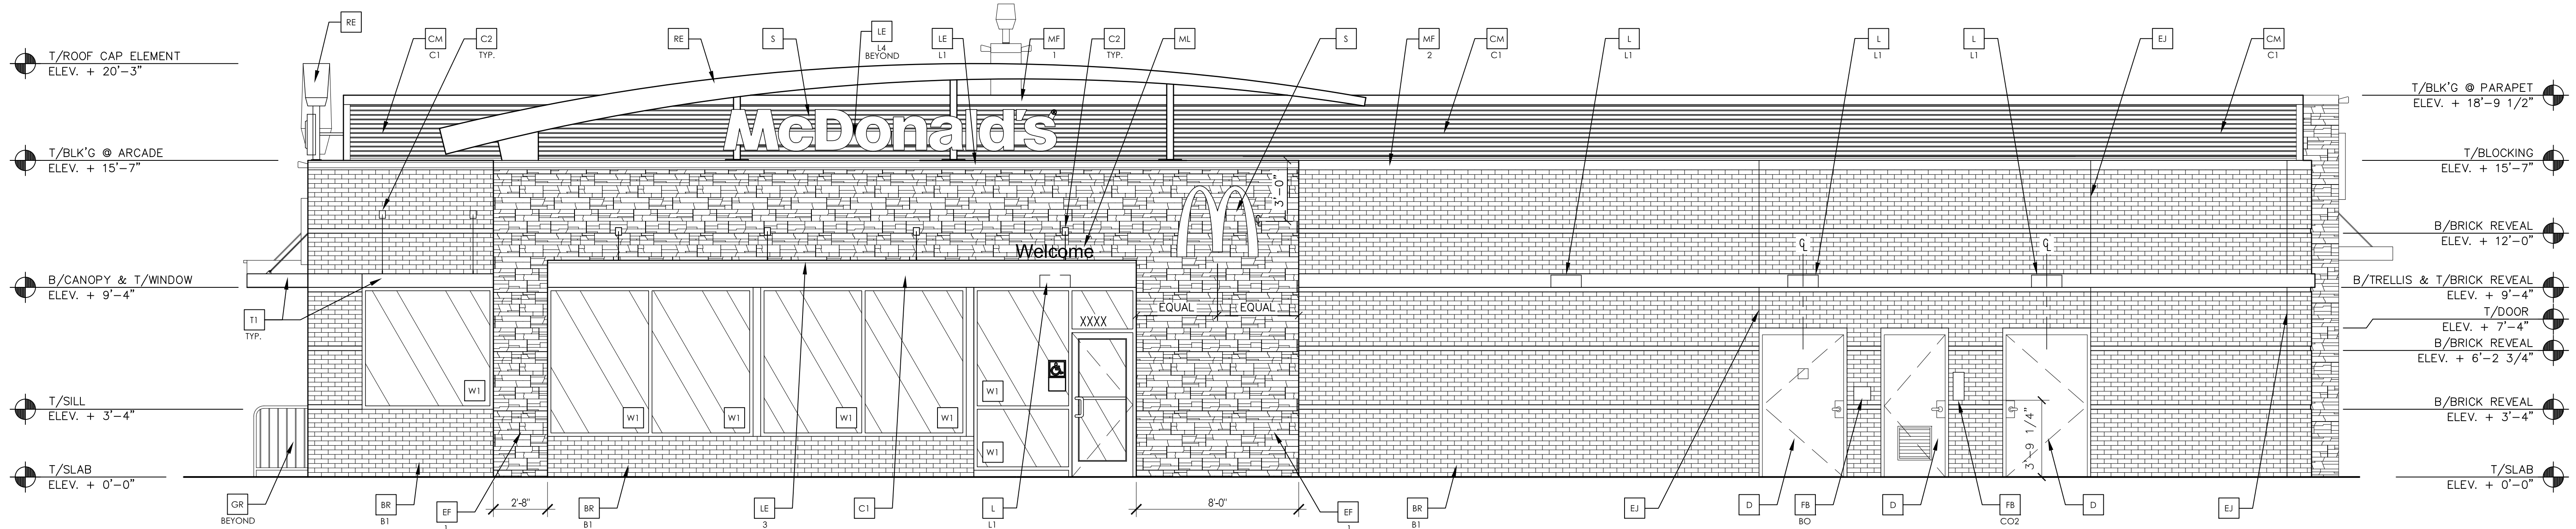 RE
CM
C1
C2
TYP.
RE
S
LE
L4
BEYOND
LE
L1
MF
1
C2
TYP.
ML
S
MF
2
CM
C1
L
L1
L
L1
L
L1
EJ
CM
C1
T/ROOF CAP ELEMENT
ELEV. + 20'-3"
T/BLK'G @ ARCADE
ELEV. + 15'-7"
B/CANOPY & T/WINDOW
ELEV. + 9'-4"
T/SILL
ELEV. + 3'-4"
T/SLAB
ELEV. + 0'-0"
T1
TYP.
McDonald's®
3'-0"
Welcome
EQUAL
EQUAL
XXXX
W1
W1
W1
W1
W1
W1
W1
℄
℄
3'-9 1/4"
T/BLK'G @ PARAPET
ELEV. + 18'-9 1/2"
T/BLOCKING
ELEV. + 15'-7"
B/BRICK REVEAL
ELEV. + 12'-0"
B/TRELLIS & T/BRICK REVEAL
ELEV. + 9'-4"
T/DOOR
ELEV. + 7'-4"
B/BRICK REVEAL
ELEV. + 6'-2 3/4"
B/BRICK REVEAL
ELEV. + 3'-4"
T/SLAB
ELEV. + 0'-0"
GR
BEYOND
BR
B1
EF
1
2'-8"
BR
B1
LE
3
C1
L
L1
8'-0"
EF
1
BR
B1
EJ
D
FB
BO
D
FB
CO2
D
EJ